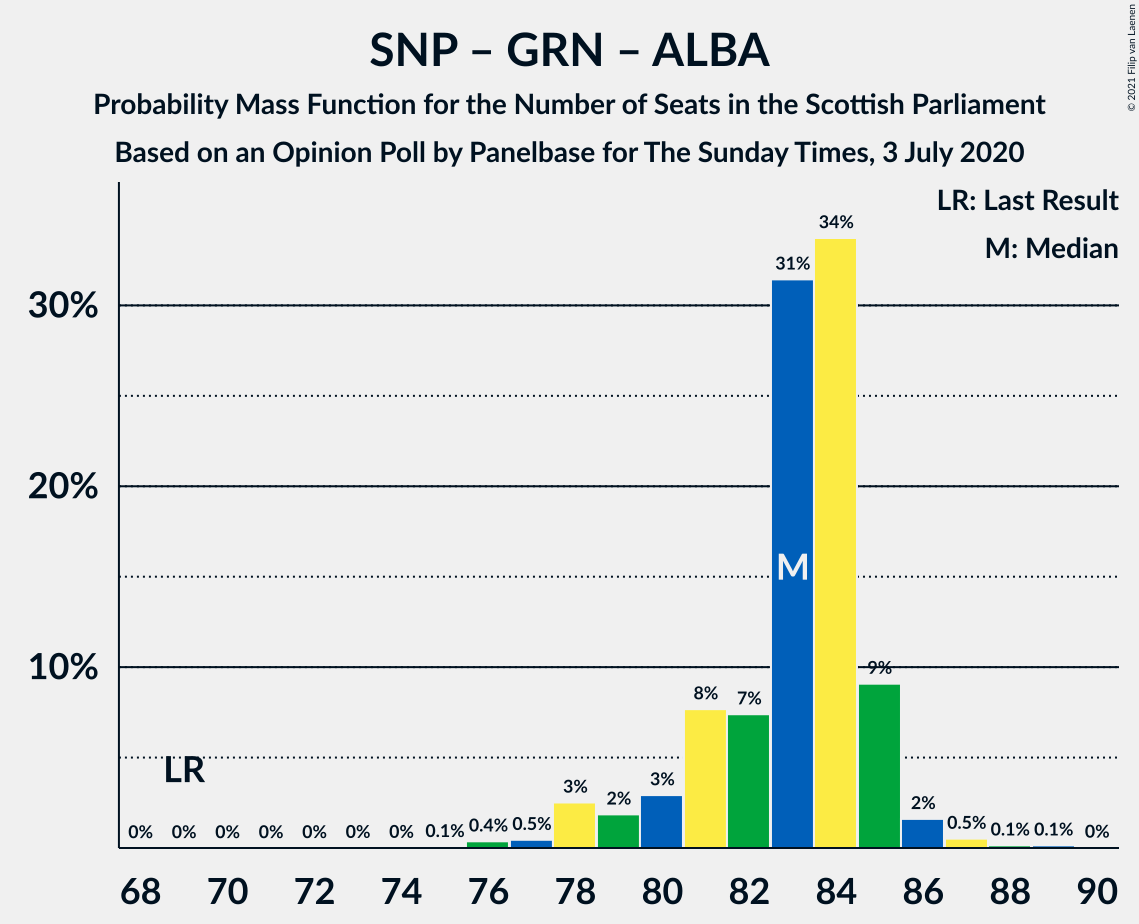 SNP – GRN – ALBA
Probability Mass Function for the Number of Seats in the Scottish Parliament
Based on an Opinion Poll by Panelbase for The Sunday Times, 3 July 2020
© 2021 Filip van Laenen
LR: Last Result
M: Median
30%
20%
10%
LR
M
0% 0% 0% 0% 0% 0% 0% 0.1% 0.4% 0.5% 3% 2% 3% 8% 7% 31% 34% 9% 2% 0.5% 0.1% 0.1% 0%
68 70 72 74 76 78 80 82 84 86 88 90